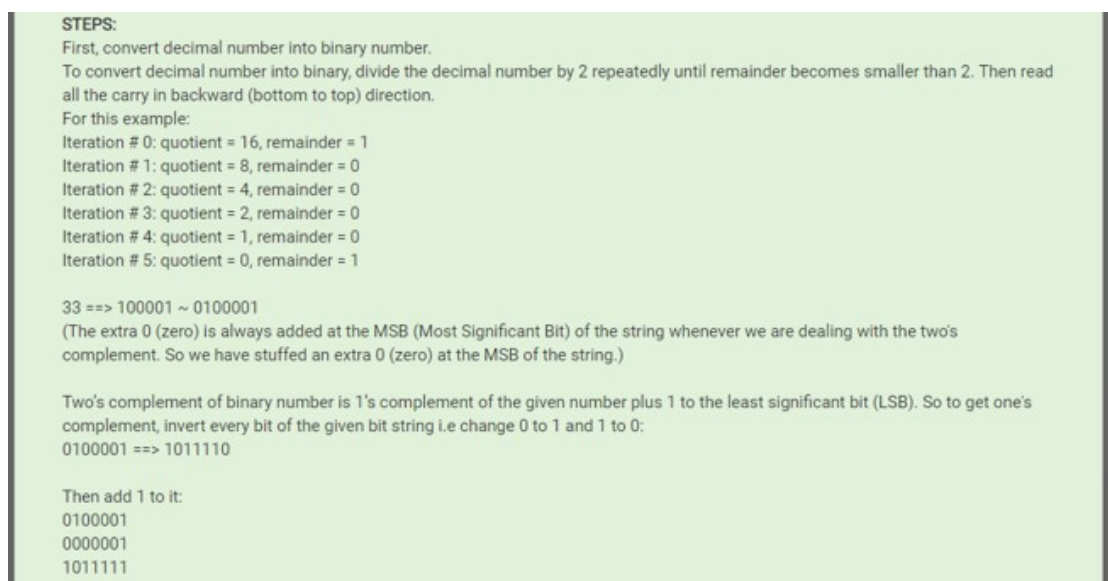 STEPS:
First, convert decimal number into binary number.
To convert decimal number into binary, divide the decimal number by 2 repeatedly until remainder becomes smaller than 2. Then read
all the carry in backward (bottom to top) direction.
For this example:
Iteration # 0: quotient = 16, remainder = 1
Iteration # 1: quotient = 8, remainder = 0
Iteration # 2: quotient = 4, remainder = 0
Iteration # 3: quotient = 2, remainder = 0
Iteration # 4: quotient = 1, remainder = 0
Iteration # 5: quotient = 0, remainder = 1
33 ==> 100001 ~ 0100001
(The extra 0 (zero) is always added at the MSB (Most Significant Bit) of the string whenever we are dealing with the two's
complement. So we have stuffed an extra 0 (zero) at the MSB of the string.)
Two's complement of binary number is 1's complement of the given number plus 1 to the least significant bit (LSB). So to get one's
complement, invert every bit of the given bit string i.e change 0 to 1 and 1 to 0:
0100001 ==> 1011110
Then add 1 to it:
0100001
0000001
1011111